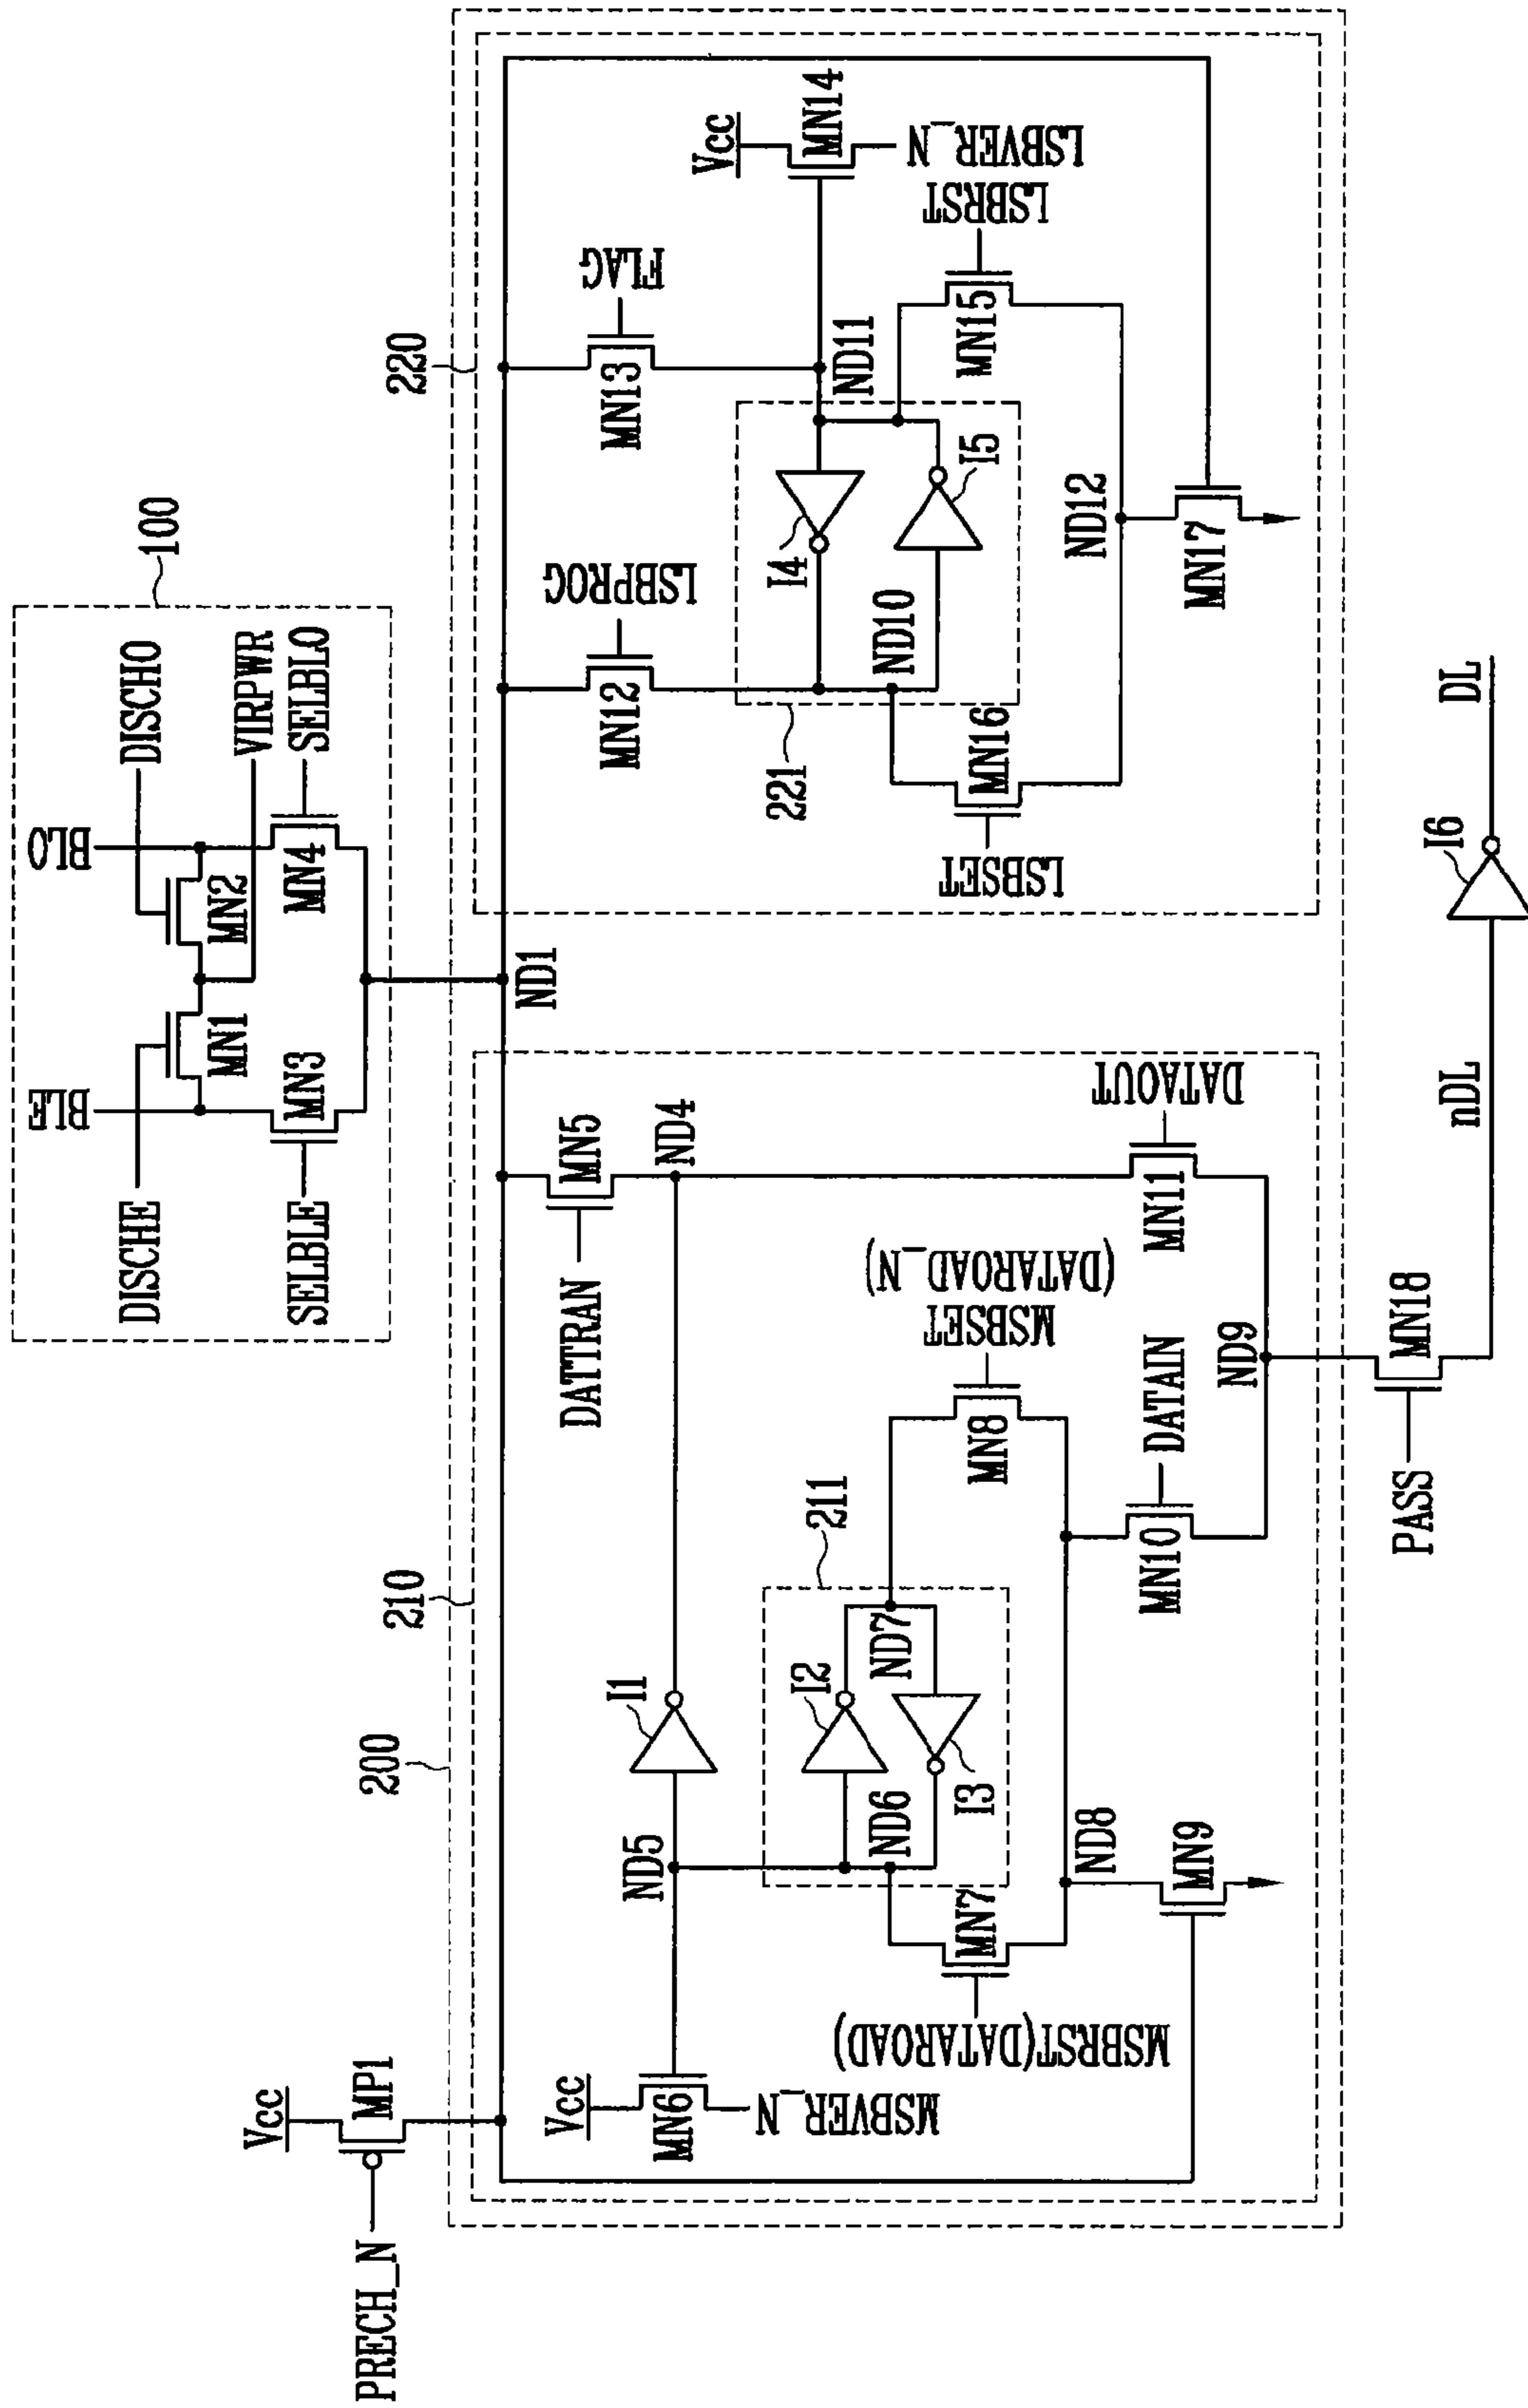 PRECH_N
Vcc
MP1
100
DISCHE
DISCHO
BLE
BLO
MN1
MN2
VIRPWR
SELBLE
MN3
MN4
SELBLO
ND1
200
210
220
Vcc
MN6
MSBVER_N
ND5
I1
DATTRAN
MN5
ND4
211
I2
ND6
ND7
I3
MSBRST(DATAROAD)
MN7
MN8
MSBSET
(DATAROAD_N)
ND8
MN9
MN10
DATAIN
MN11
DATAOUT
ND9
LSBPROG
MN12
FLAG
MN13
Vcc
MN14
LSBVER_N
221
I4
ND10
ND11
I5
LSBSET
MN16
MN15
LSBRST
ND12
MN17
PASS
MN18
nDL
I6
DL